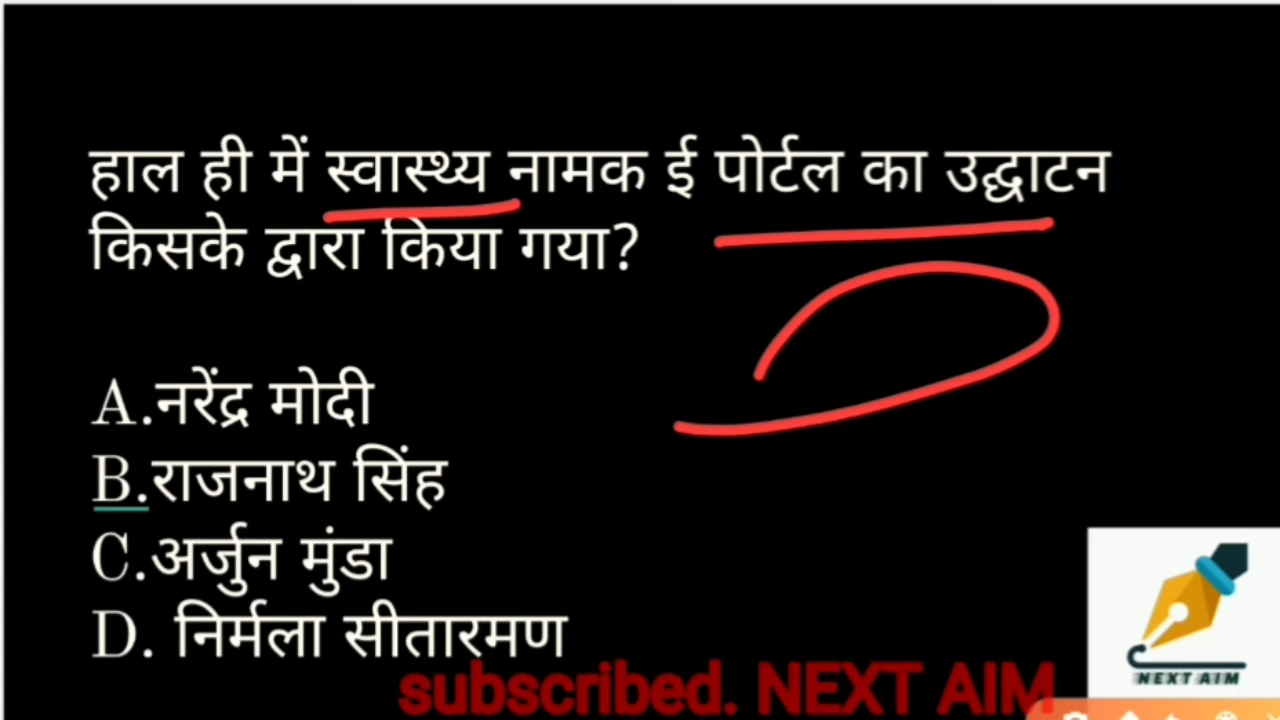 हाल ही में स्वास्थ्य नामक ई पोर्टल का उद्घाटन
किसके द्वारा किया गया?
A.नरेंद्र मोदी
B.राजनाथ सिंह
C.अर्जुन मुंडा
D. निर्मला सीतारमण
subscribed. NEXT AIM
NEXT AIM